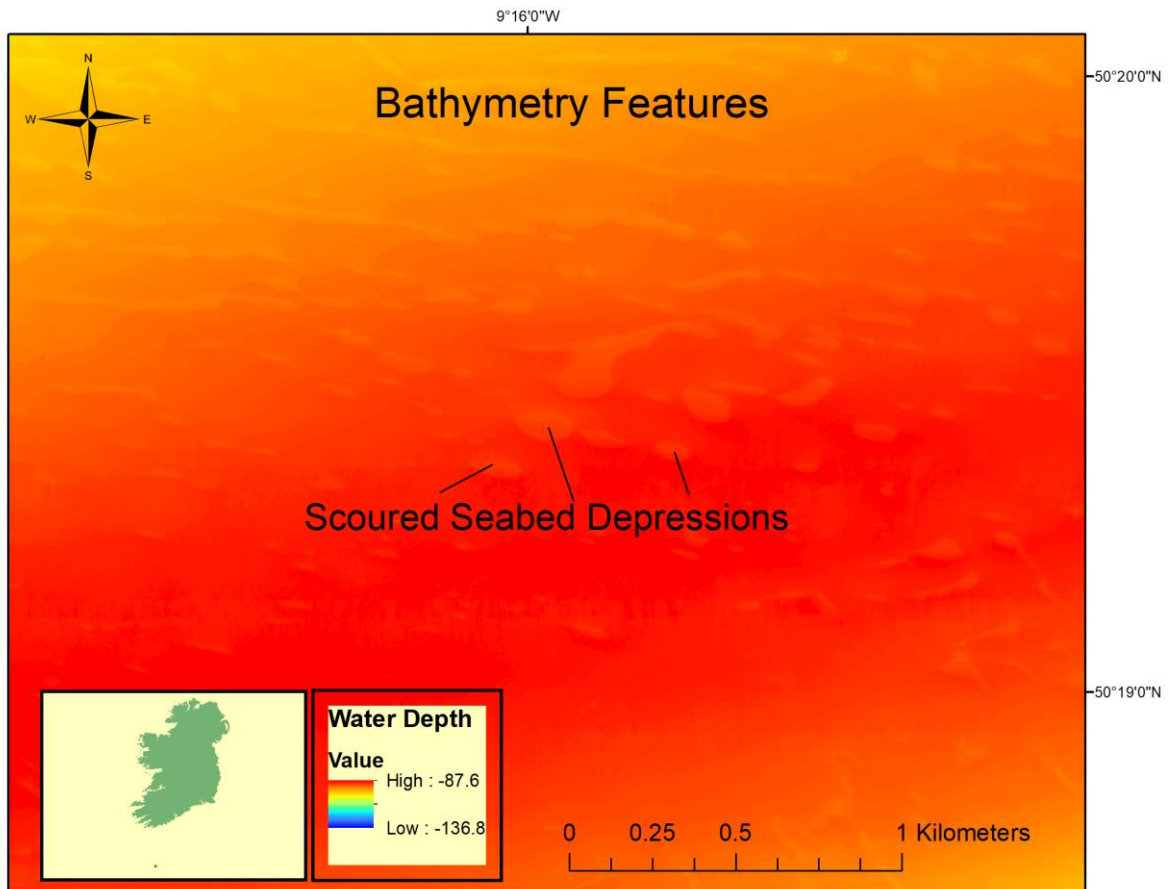 9°16'0"W
50°20'0"N
N
W E
S
Bathymetry Features
Scoured Seabed Depressions
50°19'0"N
Water Depth
Value
High : -87.6
Low : -136.8
0 0.25 0.5 1 Kilometers